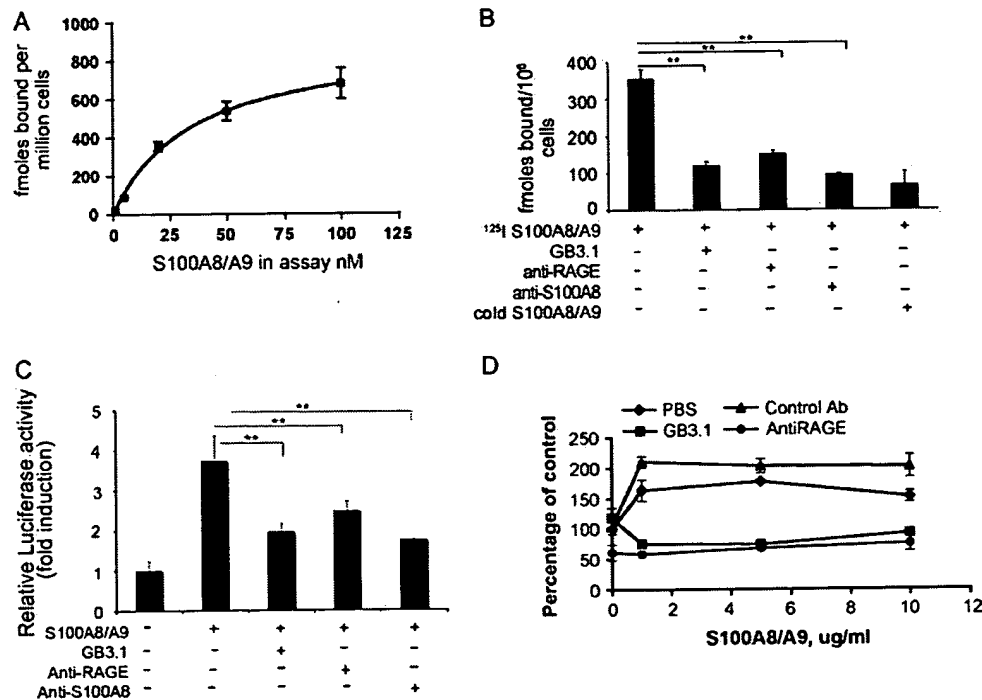 A
fmoles bound per
million cells
1000
800
600
400
200
0
0 25 50 75 100 125
S100A8/A9 in assay nM
B
fmoles bound/10⁶
cells
400
300
200
100
0
**
**
**
¹²⁵I S100A8/A9 + + + + +
GB3.1 - + - - -
anti-RAGE - - + - -
anti-S100A8 - - - + -
cold S100A8/A9 - - - - +
C
Relative Luciferase activity
(fold induction)
5
4
3
2
1
0
**
**
**
S100A8/A9 - + + + +
GB3.1 - - + - -
Anti-RAGE - - - + -
Anti-S100A8 - - - - +
D
PBS Control Ab
GB3.1 AntiRAGE
Percentage of control
250
200
150
100
50
0
0 2 4 6 8 10 12
S100A8/A9, ug/ml